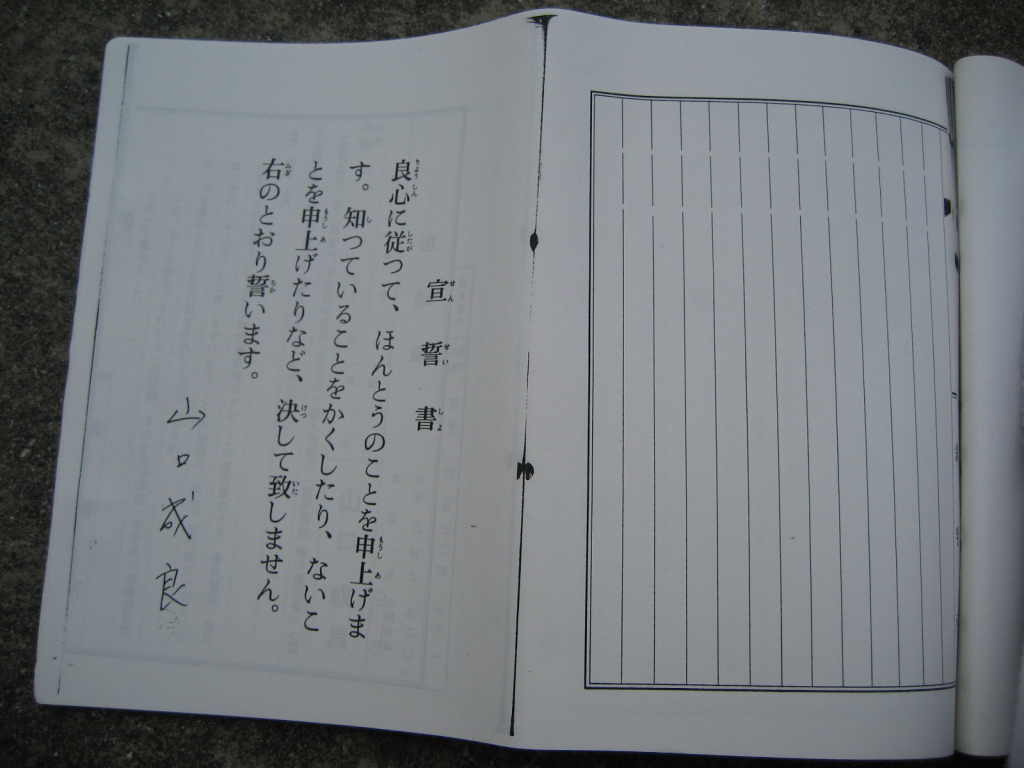 宣誓書
良心に従つて、ほんとうのことを申上げま
す。知つていることをかくしたり、ないこ
とを申上げたりなど、決して致しません。
右のとおり誓います。
山口成良